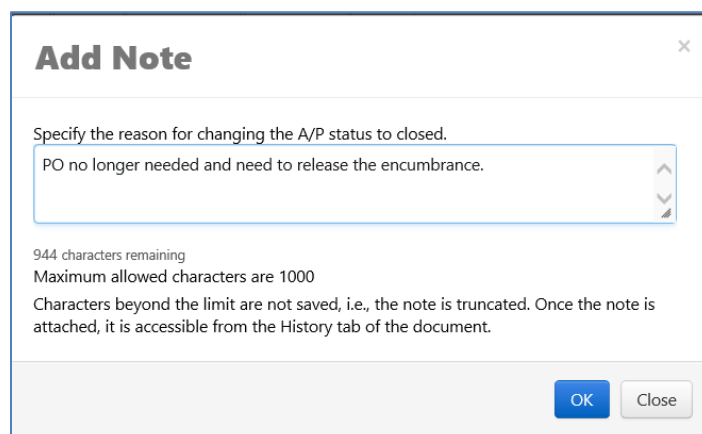 Add Note
×
Specify the reason for changing the A/P status to closed.
PO no longer needed and need to release the encumbrance.
944 characters remaining
Maximum allowed characters are 1000
Characters beyond the limit are not saved, i.e., the note is truncated. Once the note is
attached, it is accessible from the History tab of the document.
OK Close